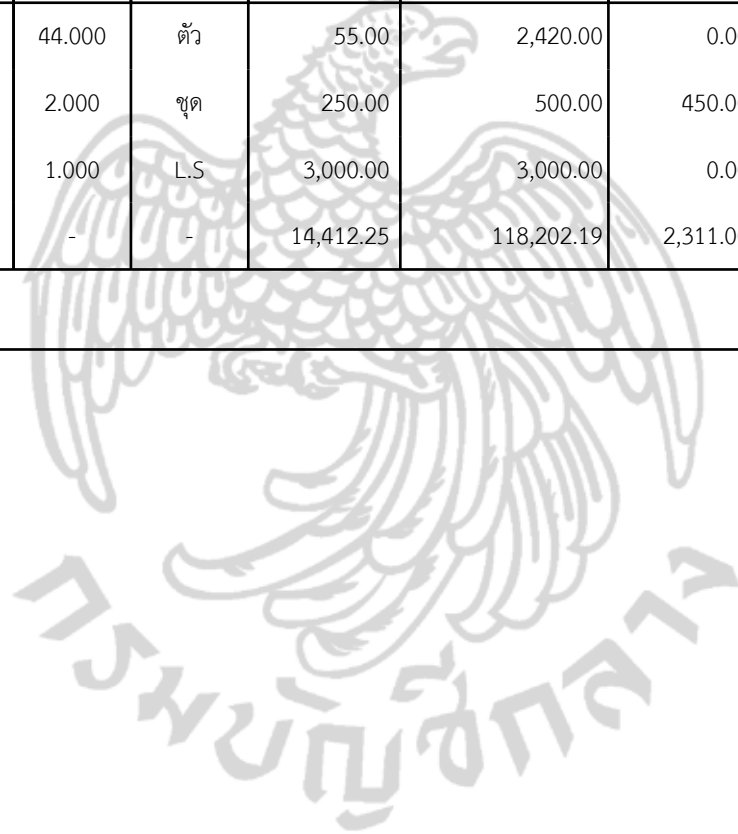 44.000 ตัว 55.00 2,420.00 0.0
2.000 ชุด 250.00 500.00 450.0
1.000 L.S 3,000.00 3,000.00 0.0
- - 14,412.25 118,202.19 2,311.0
กรมบัญชีกลาง